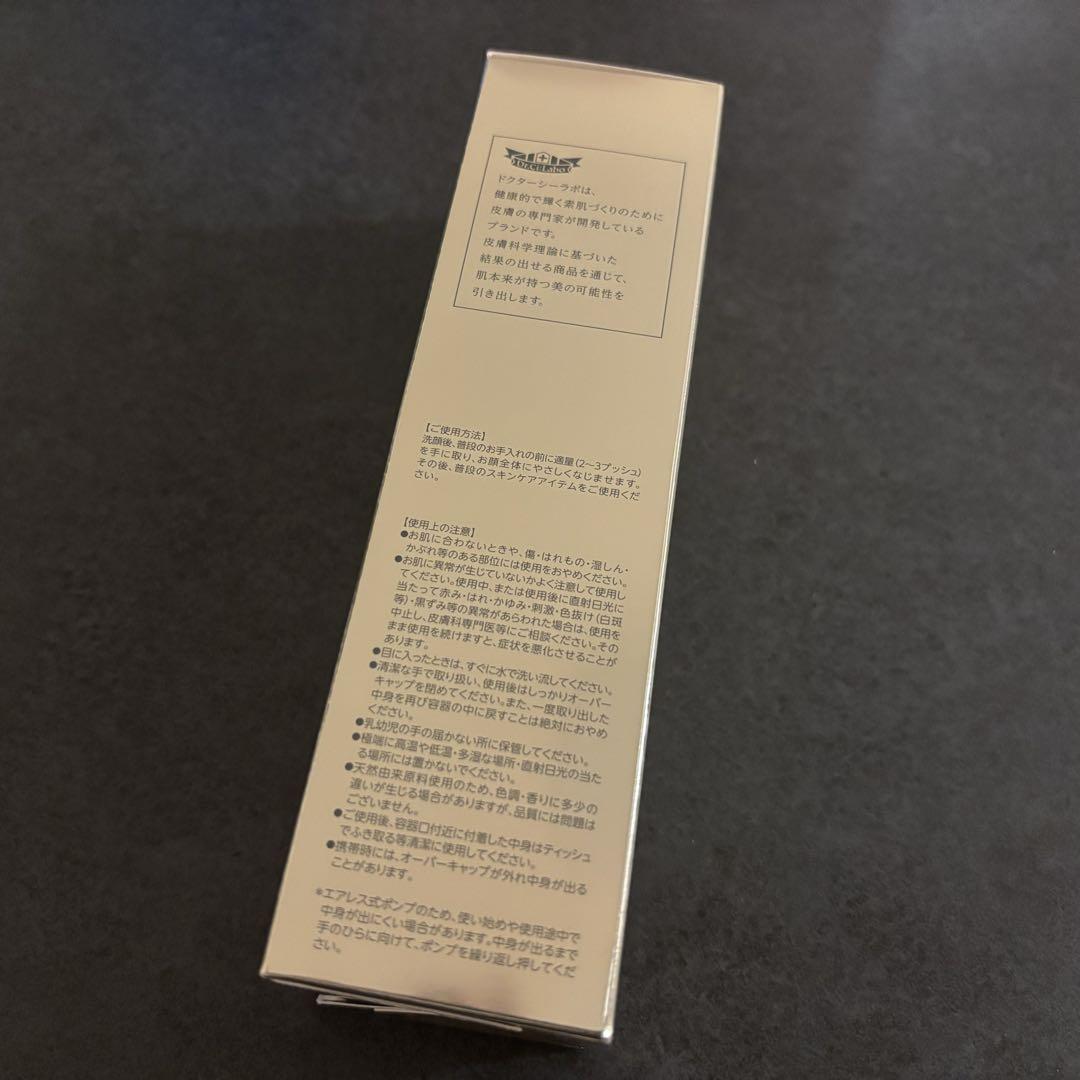 Dr.Ci:Labo
ドクターシーラボは、
健康的で輝く素肌づくりのために
皮膚の専門家が開発している
ブランドです。
皮膚科学理論に基づいた
結果の出せる商品を通じて、
肌本来が持つ美の可能性を
引き出します。
【ご使用方法】
洗顔後、普段のお手入れの前に適量(2〜3プッシュ)
を手に取り、お顔全体にやさしくなじませます。
その後、普段のスキンケアアイテムをご使用くだ
さい。
【使用上の注意】
●お肌に合わないときや、傷・はれもの・湿しん・
かぶれ等のある部位には使用をおやめください。
●お肌に異常が生じていないかよく注意して使用し
てください。使用中、または使用後に直射日光に
当たって赤み・はれ・かゆみ・刺激・色抜け(白斑
等)・黒ずみ等の異常があらわれた場合は、使用を
中止し、皮膚科専門医等にご相談ください。その
まま使用を続けますと、症状を悪化させることが
あります。
●目に入ったときは、すぐに水で洗い流してください。
●清潔な手で取り扱い、使用後はしっかりオーバー
キャップを閉めてください。また、一度取り出した
中身を再び容器の中に戻すことは絶対におやめ
ください。
●乳幼児の手の届かない所に保管してください。
●極端に高温や低温・多湿な場所・直射日光の当た
る場所には置かないでください。
●天然由来原料使用のため、色調・香りに多少の
違いが生じる場合がありますが、品質には問題は
ございません。
●ご使用後、容器口付近に付着した中身はティッシュ
でふき取る等清潔に使用してください。
●携帯時には、オーバーキャップが外れ中身が出る
ことがあります。
*エアレス式ポンプのため、使い始めや使用途中で
中身が出にくい場合があります。中身が出るまで
手のひらに向けて、ポンプを繰り返し押してくだ
さい。